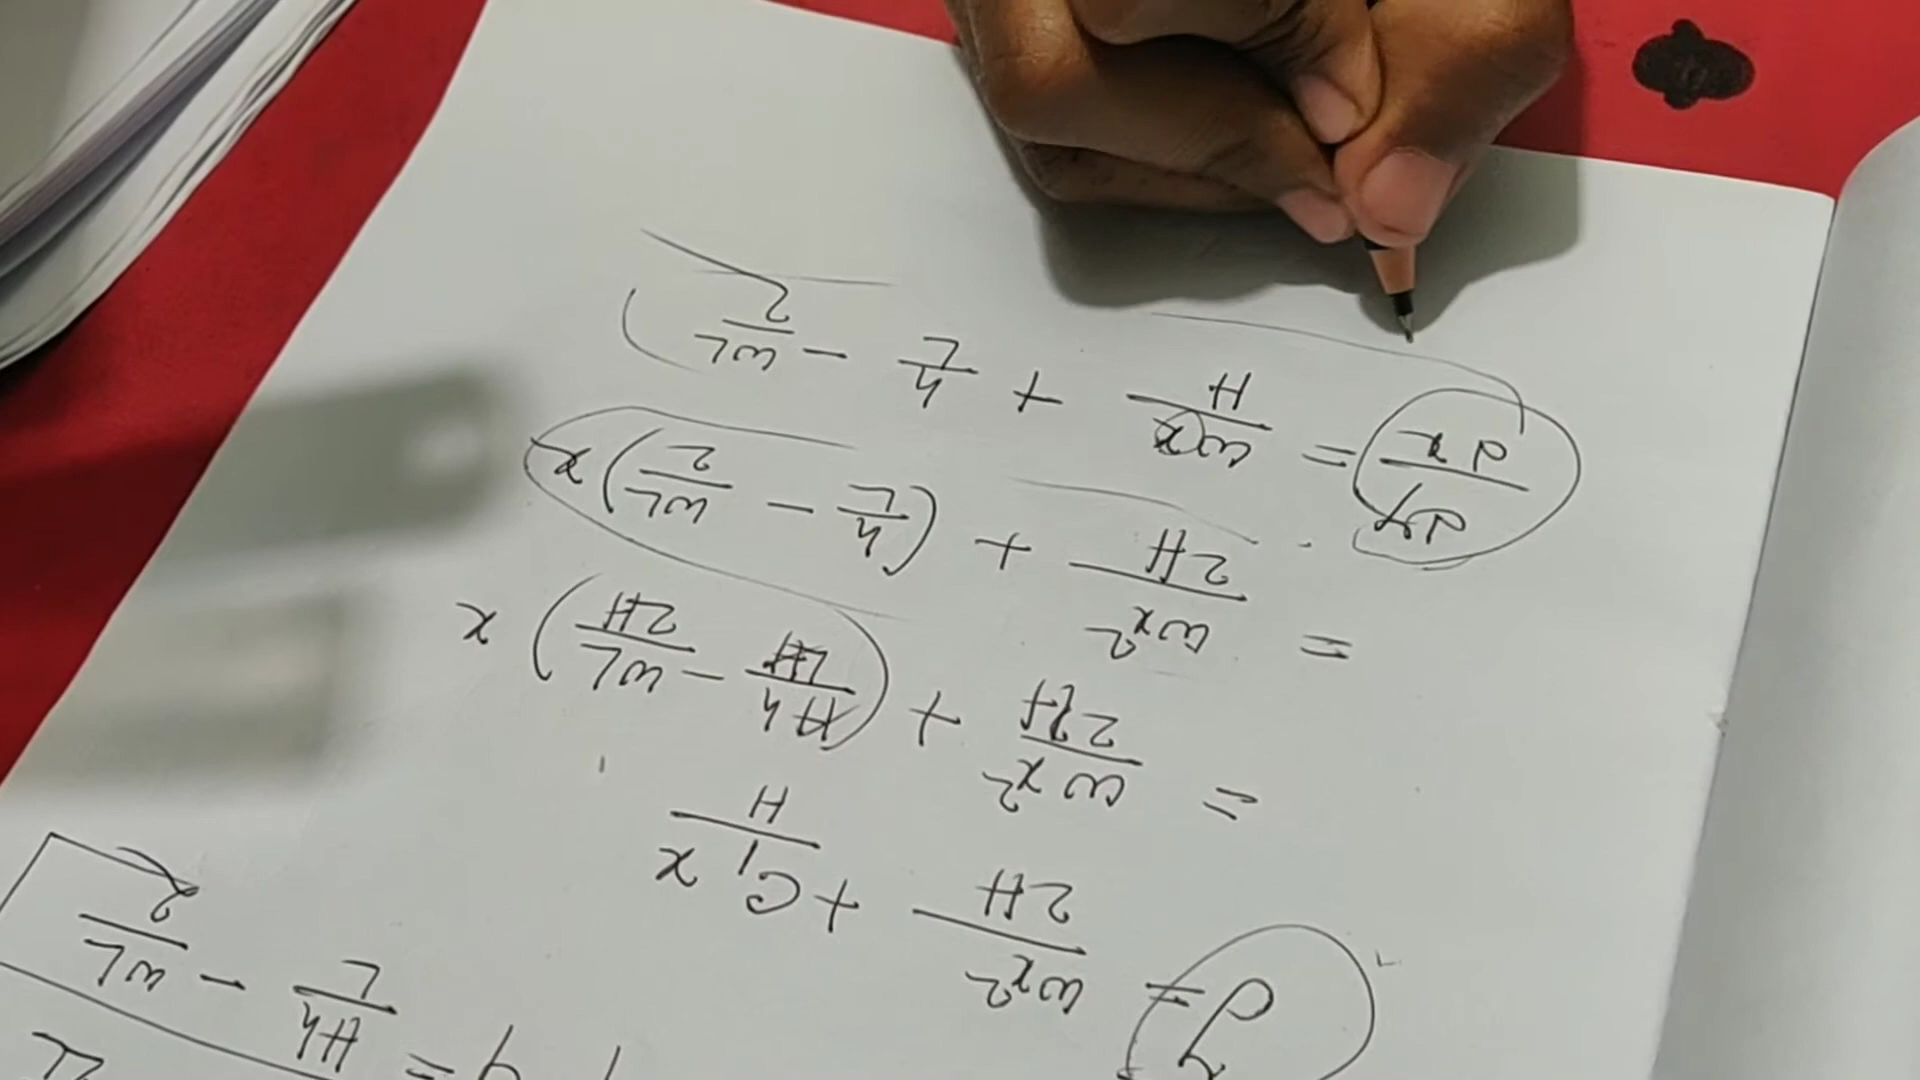 = Hh/L - wL/2
y = wx²/2H + C₁x/H
= wx²/2H + (Hh/LH - wL/2H) x
= wx²/2H + (h/L - wL/2) x
dy/dx = wx/H + h/L - wL/2